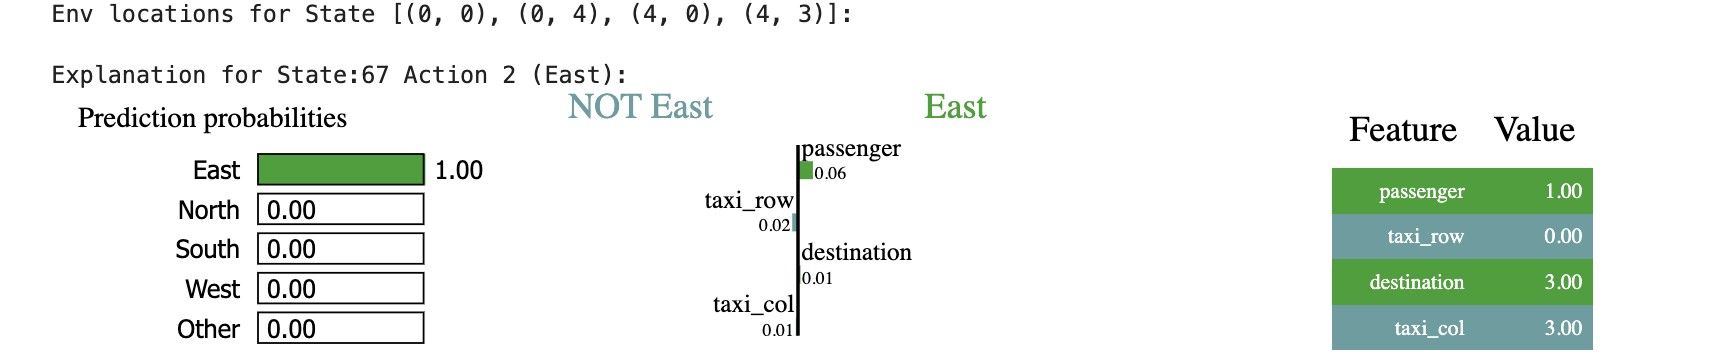 Env locations for State [(0, 0), (0, 4), (4, 0), (4, 3)]:
Explanation for State:67 Action 2 (East):
Prediction probabilities
East 1.00
North 0.00
South 0.00
West 0.00
Other 0.00
NOT East East
passenger
0.06
taxi_row
0.02
destination
0.01
taxi_col
0.01
Feature Value
passenger 1.00
taxi_row 0.00
destination 3.00
taxi_col 3.00